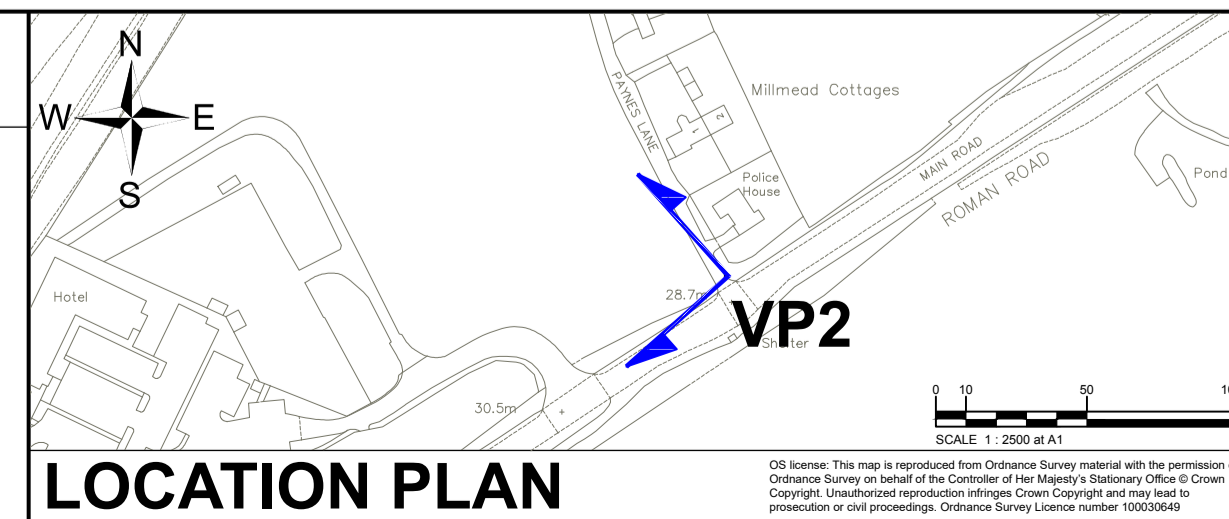 N
W E
S
PAYNES LANE
Millmead Cottages
1
2
Police
House
MAIN ROAD
ROMAN ROAD
Pond
Hotel
28.7m
VP2
30.5m
0 10 50
SCALE 1 : 2500 at A1
LOCATION PLAN
OS license: This map is reproduced from Ordnance Survey material with the permission
Ordnance Survey on behalf of the Controller of Her Majesty's Stationary Office © Crown
Copyright. Unauthorized reproduction infringes Crown Copyright and may lead to
prosecution or civil proceedings. Ordnance Survey Licence number 100030649